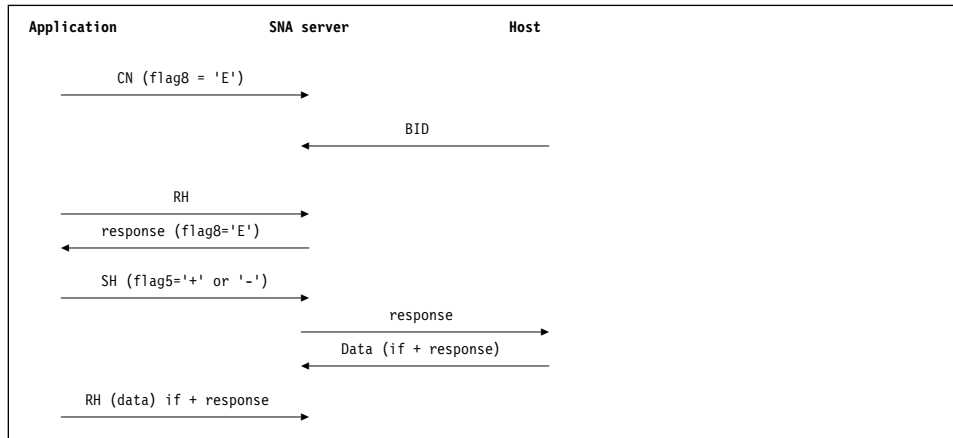 Application SNA server Host
CN (flag8 = 'E')
BID
RH
response (flag8='E')
SH (flag5='+' or '-')
response
Data (if + response)
RH (data) if + response